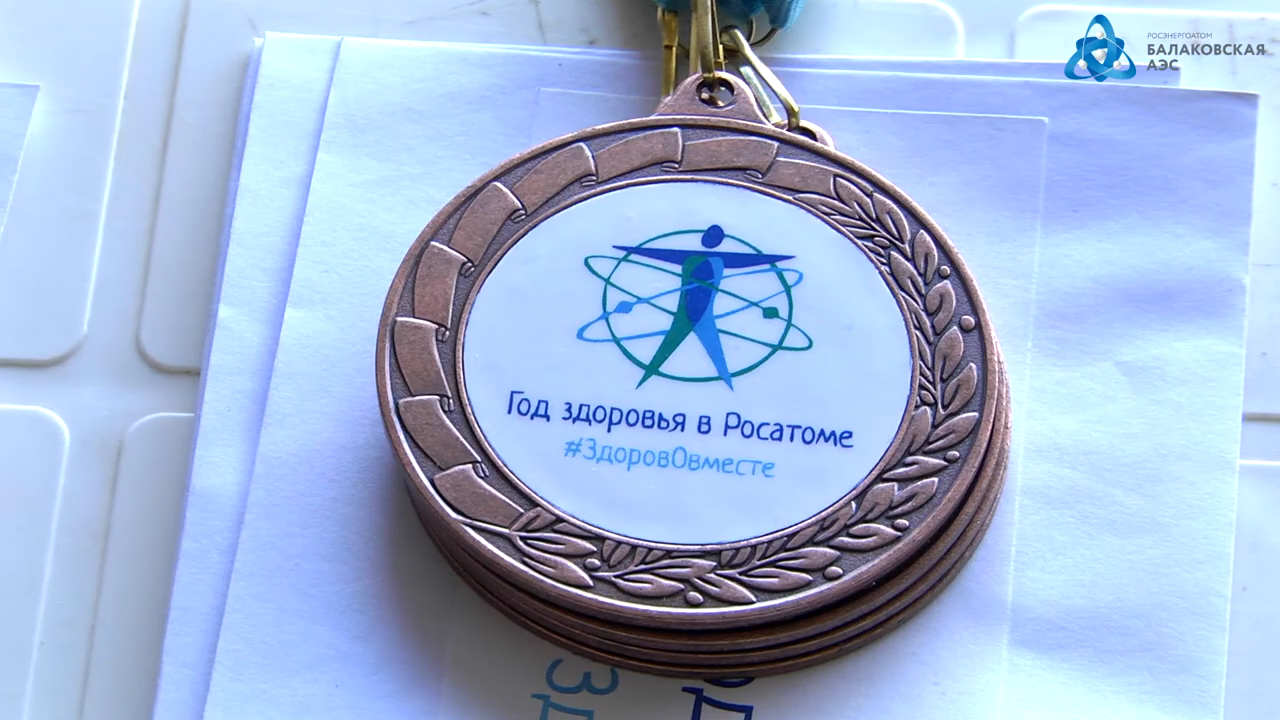 РОСЭНЕРГОАТОМ
БАЛАКОВСКАЯ
АЭС
Год здоровья в Росатоме
#ЗдоровОвместе